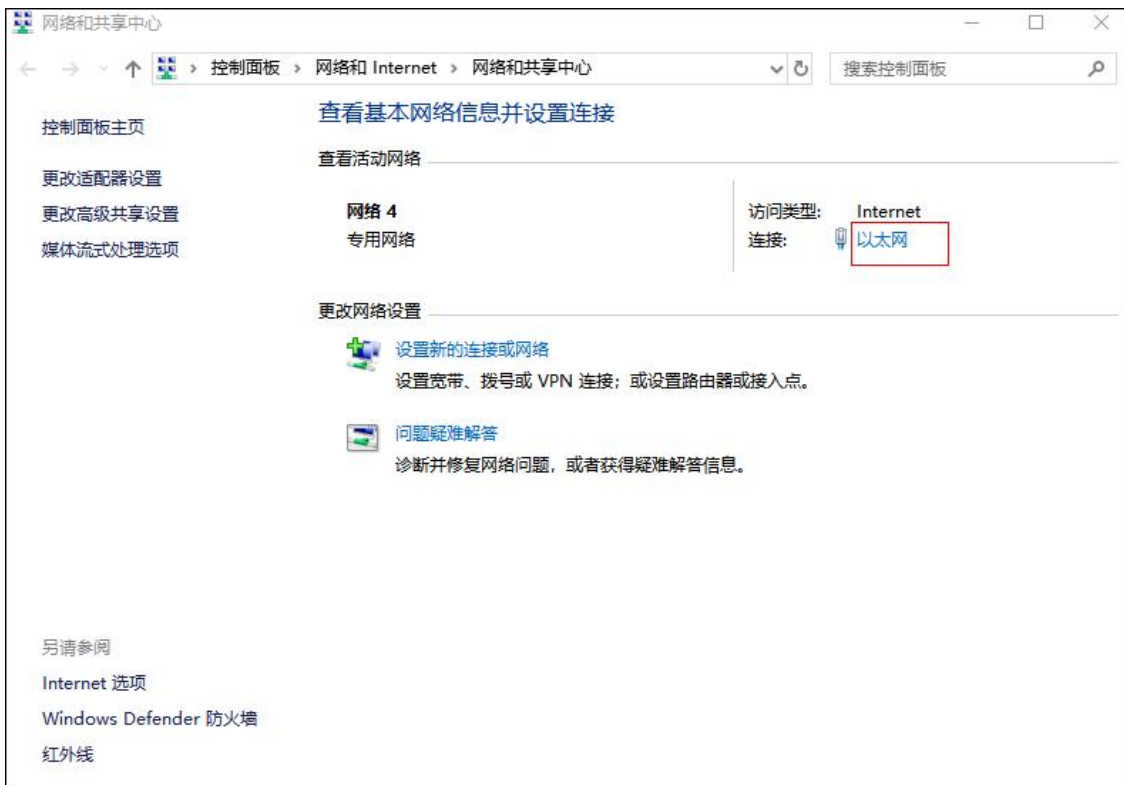 网络和共享中心
控制面板 › 网络和 Internet › 网络和共享中心
搜索控制面板
控制面板主页
更改适配器设置
更改高级共享设置
媒体流式处理选项
查看基本网络信息并设置连接
查看活动网络
网络 4
专用网络
访问类型: Internet
连接: 以太网
更改网络设置
设置新的连接或网络
设置宽带、拨号或 VPN 连接；或设置路由器或接入点。
问题疑难解答
诊断并修复网络问题，或者获得疑难解答信息。
另请参阅
Internet 选项
Windows Defender 防火墙
红外线